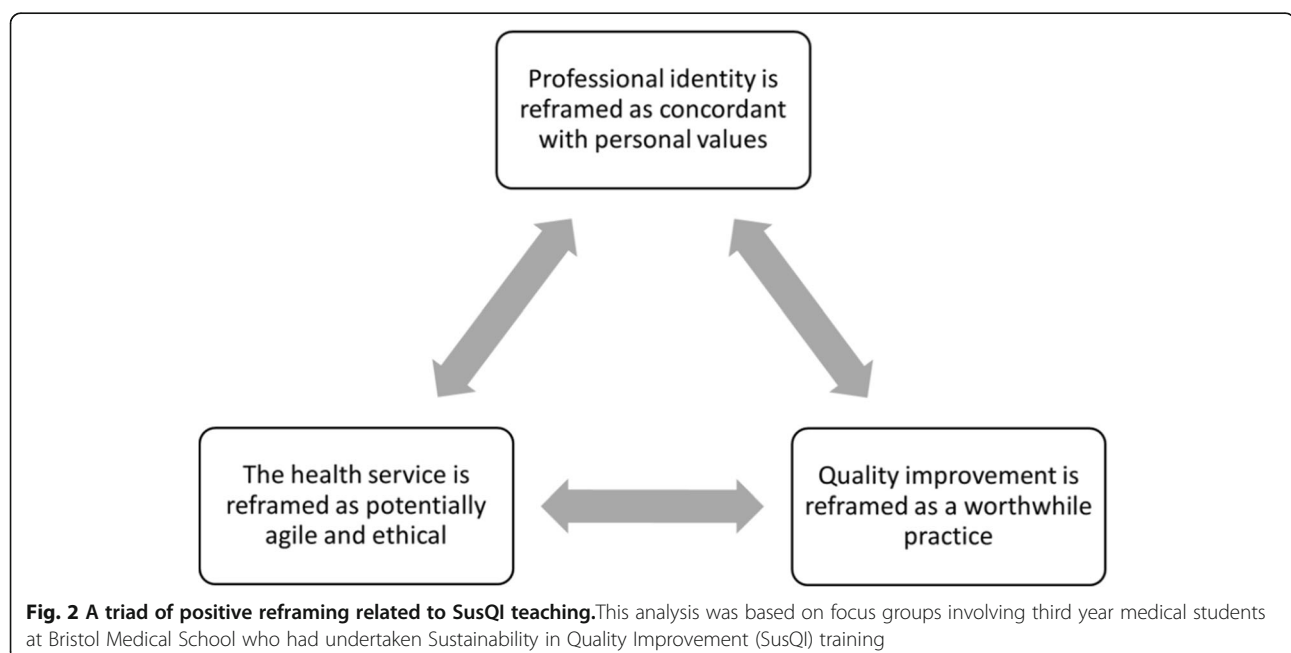 Professional identity is
reframed as concordant
with personal values
The health service is
reframed as potentially
agile and ethical
Quality improvement is
reframed as a worthwhile
practice
Fig. 2 A triad of positive reframing related to SusQI teaching.This analysis was based on focus groups involving third year medical students
at Bristol Medical School who had undertaken Sustainability in Quality Improvement (SusQI) training